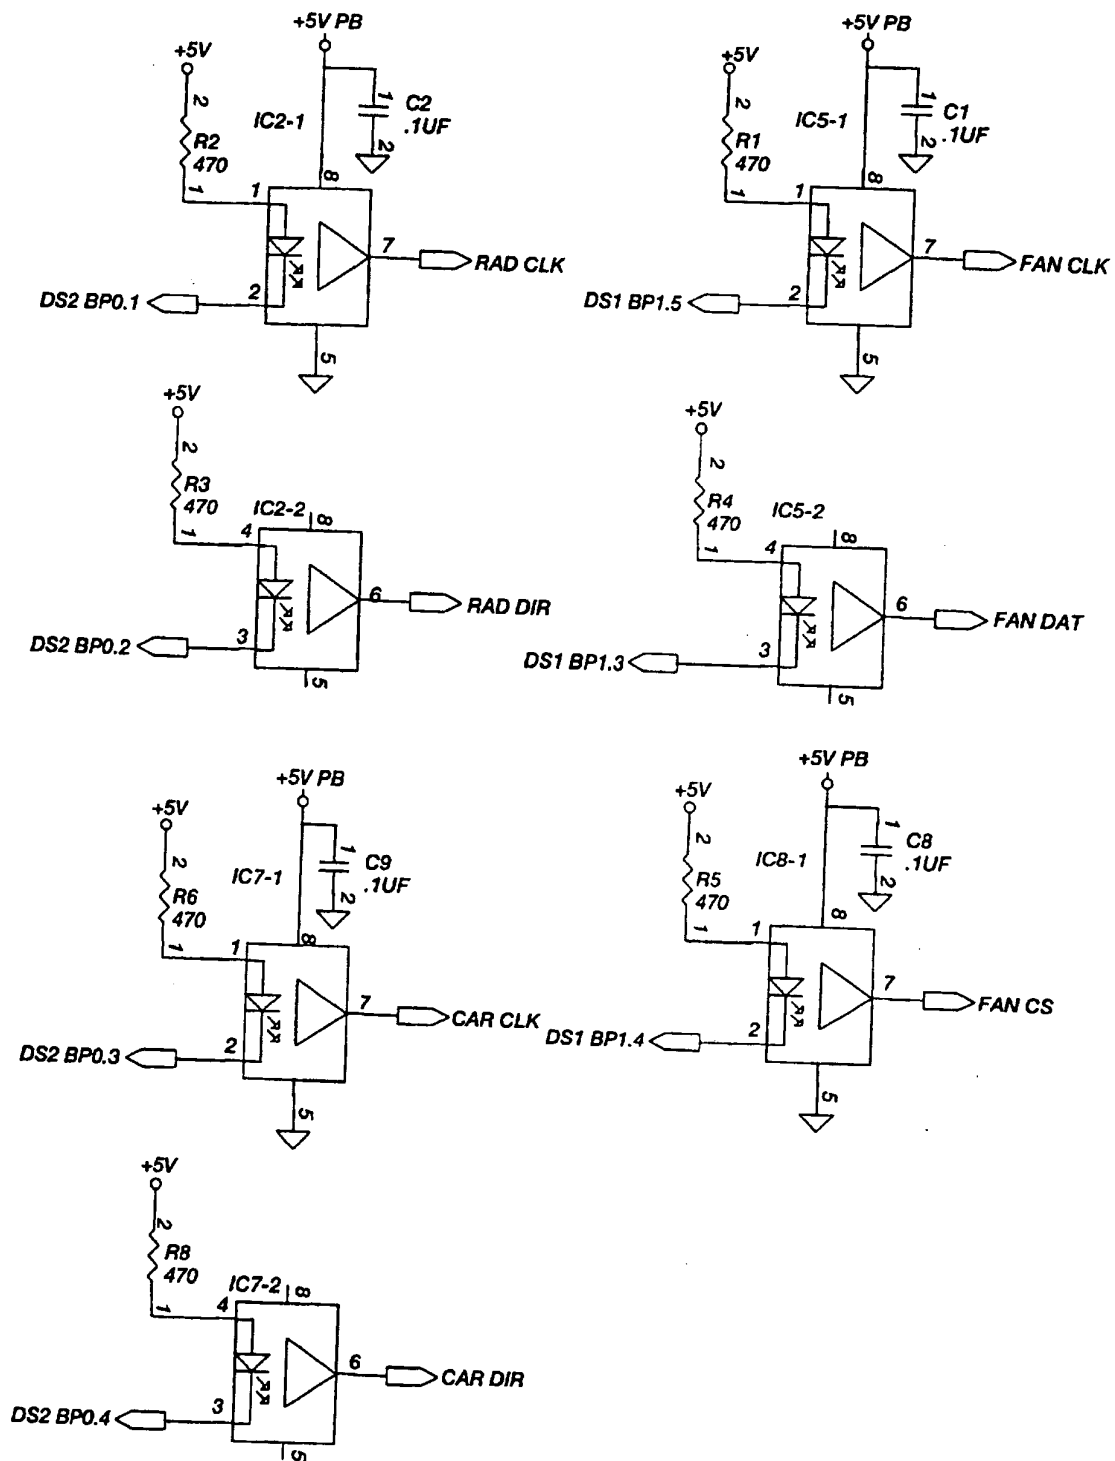 +5V PB
+5V
2
1
C2
.1UF
2
IC2-1
R2
470
1
1
8
7
RAD CLK
2
DS2 BP0.1
5
+5V PB
+5V
2
1
C1
.1UF
2
IC5-1
R1
470
1
1
8
7
FAN CLK
2
DS1 BP1.5
5
+5V
2
R3
470
IC2-2
8
1
4
6
RAD DIR
3
DS2 BP0.2
5
+5V
2
R4
470
IC5-2
8
1
4
6
FAN DAT
3
DS1 BP1.3
5
+5V PB
+5V
2
1
C9
.1UF
2
IC7-1
R6
470
1
1
8
7
CAR CLK
2
DS2 BP0.3
5
+5V PB
+5V
2
1
C8
.1UF
2
IC8-1
R5
470
1
1
8
7
FAN CS
2
DS1 BP1.4
5
+5V
2
R8
470
IC7-2
8
1
4
6
CAR DIR
3
DS2 BP0.4
5